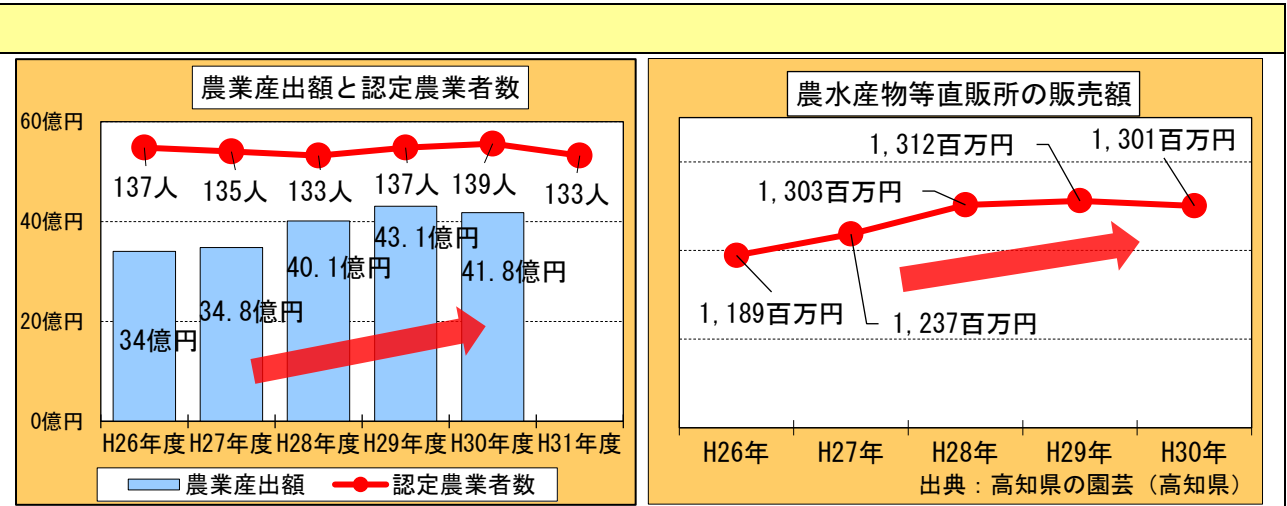 農業産出額と認定農業者数
60億円
40億円
20億円
0億円
137人
135人
133人
137人
139人
133人
34億円
34.8億円
40.1億円
43.1億円
41.8億円
H26年度
H27年度
H28年度
H29年度
H30年度
H31年度
農業産出額
認定農業者数
農水産物等直販所の販売額
1,189百万円
1,237百万円
1,303百万円
1,312百万円
1,301百万円
H26年
H27年
H28年
H29年
H30年
出典：高知県の園芸（高知県）